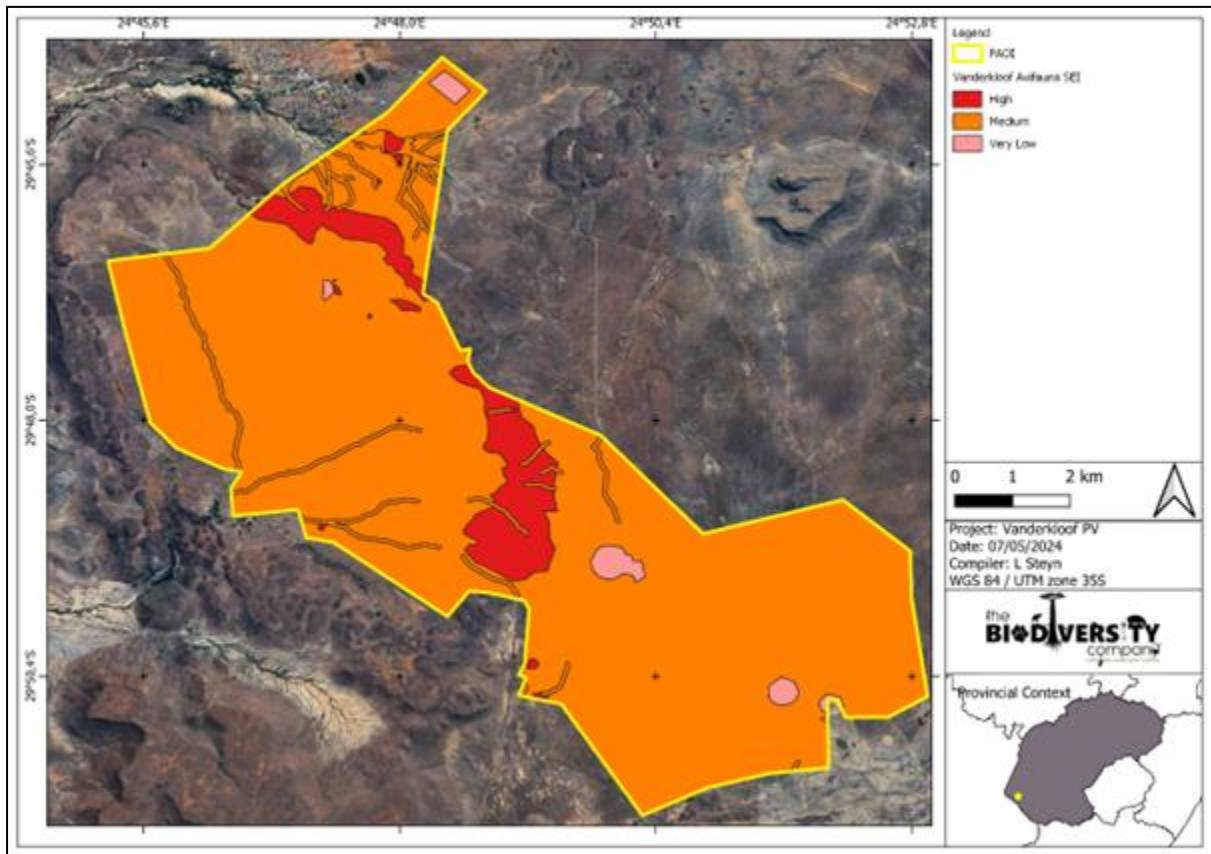 24°45,6'E 24°48,0'E 24°50,4'E 24°52,8'E
29°45,6'S
29°48,0'S
29°50,4'S
Legend
PAOI
Vanderkloof Avifauna SEI
High
Medium
Very Low
0 1 2 km
Project: Vanderkloof PV
Date: 07/05/2024
Compiler: L Steyn
WGS 84 / UTM zone 35S
the
BIODIVERSITY
company
Provincial Context